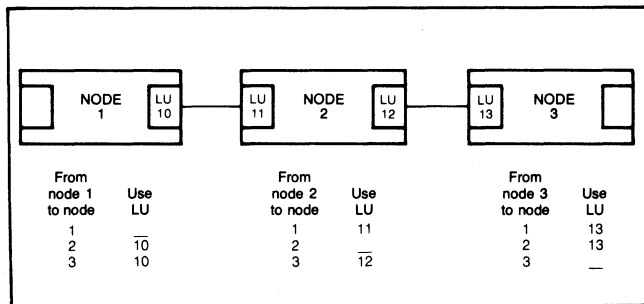 NODE 1
LU 10
LU 11
NODE 2
LU 12
LU 13
NODE 3
From node 1 to node
Use LU
1 —
2 10
3 10
From node 2 to node
Use LU
1 11
2 —
3 12
From node 3 to node
Use LU
1 13
2 13
3 —